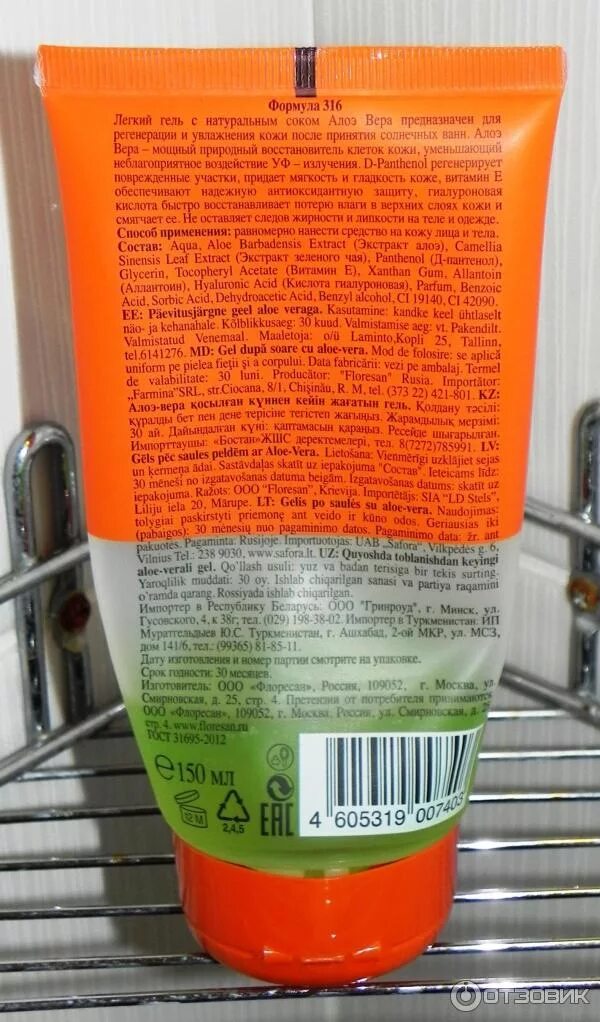 Формула 316
Легкий гель с натуральным соком Алоэ Вера предназначен для
регенерации и увлажнения кожи после принятия солнечных ванн. Алоэ
Вера – мощный природный восстановитель клеток кожи, уменьшающий
неблагоприятное воздействие УФ – излучения. D-Panthenol регенерирует
поврежденные участки, придает мягкость и гладкость коже, витамин Е
обеспечивают надежную антиоксидантную защиту, гиалуроновая
кислота быстро восстанавливает потерю влаги в верхних слоях кожи и
смягчает ее. Не оставляет следов жирности и липкости на теле и одежде.
Способ применения: равномерно нанести средство на кожу лица и тела.
Состав: Aqua, Aloe Barbadensis Extract (Экстракт алоэ), Camellia
Sinensis Leaf Extract (Экстракт зеленого чая), Panthenol (Д-пантенол),
Glycerin, Tocopheryl Acetate (Витамин Е), Xanthan Gum, Allantoin
(Аллантоин), Hyaluronic Acid (Кислота гиалуроновая), Parfum, Benzoic
Acid, Sorbic Acid, Dehydroacetic Acid, Benzyl alcohol, CI 19140, CI 42090.
EE: Päevitusjärgne geel aloe veraga. Kasutamine: kandke keel ühtlaselt
näo- ja kehanahale. Kõlblikkusaeg: 30 kuud. Valmistamise aeg: vt. Pakendilt.
Valmistatud Venemaal. Maaletooja: o/ü Laminto,Kopli 25, Tallinn,
tel.6141276. MD: Gel după soare cu aloe-vera. Mod de folosire: se aplică
uniform pe pielea fieții și a corpului. Data fabricării: vezi pe ambalaj. Termel
de valabilitate: 30 luni. Producător: "Floresan" Rusia. Importător:
„Farmina"SRL, str.Ciocana, 8/1, Chișinău, R. M, tel. (373 22) 421-801. KZ:
Алоэ-вера қосылған күннен кейін жағатын гель. Қолдану тәсілі:
құралды бет пен дене терісіне тегістеп жағыңыз. Жарамдылық мерзімі:
30 ай. Дайындалған күні: қаптамасын қараңыз. Ресейде шығарылған.
Импорттаушы: «Бостан»ЖШС деректемелері, тел. 8(7272)785991. LV:
Gēls pēc saules peldēm ar Aloe-Vera. Lietošana: Vienmērīgi uzklājiet sejas
un ķermeņa ādai. Sastāvdaļas skatīt uz iepakojuma "Состав". Ieteicams līdz:
30 mēneši no izgatavošanas datuma beigām. Izgatavošanas datums: skatīt uz
iepakojuma. Ražots: OOO "Floresan", Krievija. Importētājs: SIA "LD Stels",
Liliju iela 20, Mārupe. LT: Gelis po saulės su aloe-vera. Naudojimas:
tolygiai paskirstyti priemonę ant veido ir kūno odos. Geriausias iki
(pabaigos): 30 mėnesių nuo pagaminimo datos. Pagaminimo data: žr. ant
pakuotės. Pagaminta: Rusijoje. Importuotojas: UAB „Safora", Vilkpėdės g. 6,
Vilnius Tel.: 238 9030, www.safora.lt. UZ: Quyoshda toblanishdan keyingi
aloe-verali gel. Qo`llash usuli: yuz va badan terisiga bir tekis surting.
Yaroqlilik muddati: 30 oy. Ishlab chiqarilgan sanasi va partiya raqamini
o`ramda qarang. Rossiyada ishlab chiqarilgan.
Импортер в Республику Беларусь: ООО "Гринроуд", г. Минск, ул.
Гусовского, 4, к38г; тел. (029) 198-38-02. Импортер в Туркменистан: ИП
Мураттельдыев Ю.С. Туркменистан, г. Ашхабад, 2-ой МКР, ул. МСЗ,
дом 141/6, тел.: (99365) 81-85-11.
Дату изготовления и номер партии смотрите на упаковке.
Срок годности: 30 месяцев.
Изготовитель: ООО «Флоресан», Россия, 109052, г. Москва, ул.
Смирновская, д. 25, стр. 4. Претензии от потребителя принимаются:
ООО «Флоресан», 109052, г. Москва, Россия, ул. Смирновская, д. 25,
стр. 4. www.floresan.ru
ГОСТ 31695-2012
℮150 МЛ
12 M
2,4,5
EAC
4 605319 007403
ОТЗОВИК